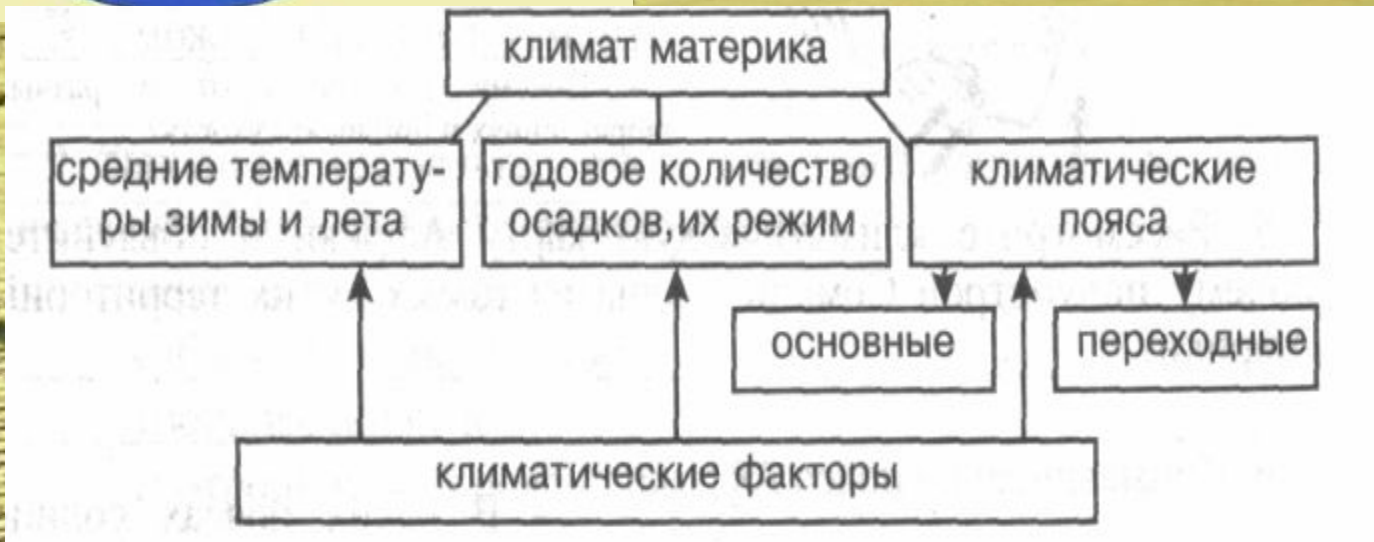 климат материка
средние температу-
ры зимы и лета
годовое количество
осадков, их режим
климатические
пояса
основные
переходные
климатические факторы